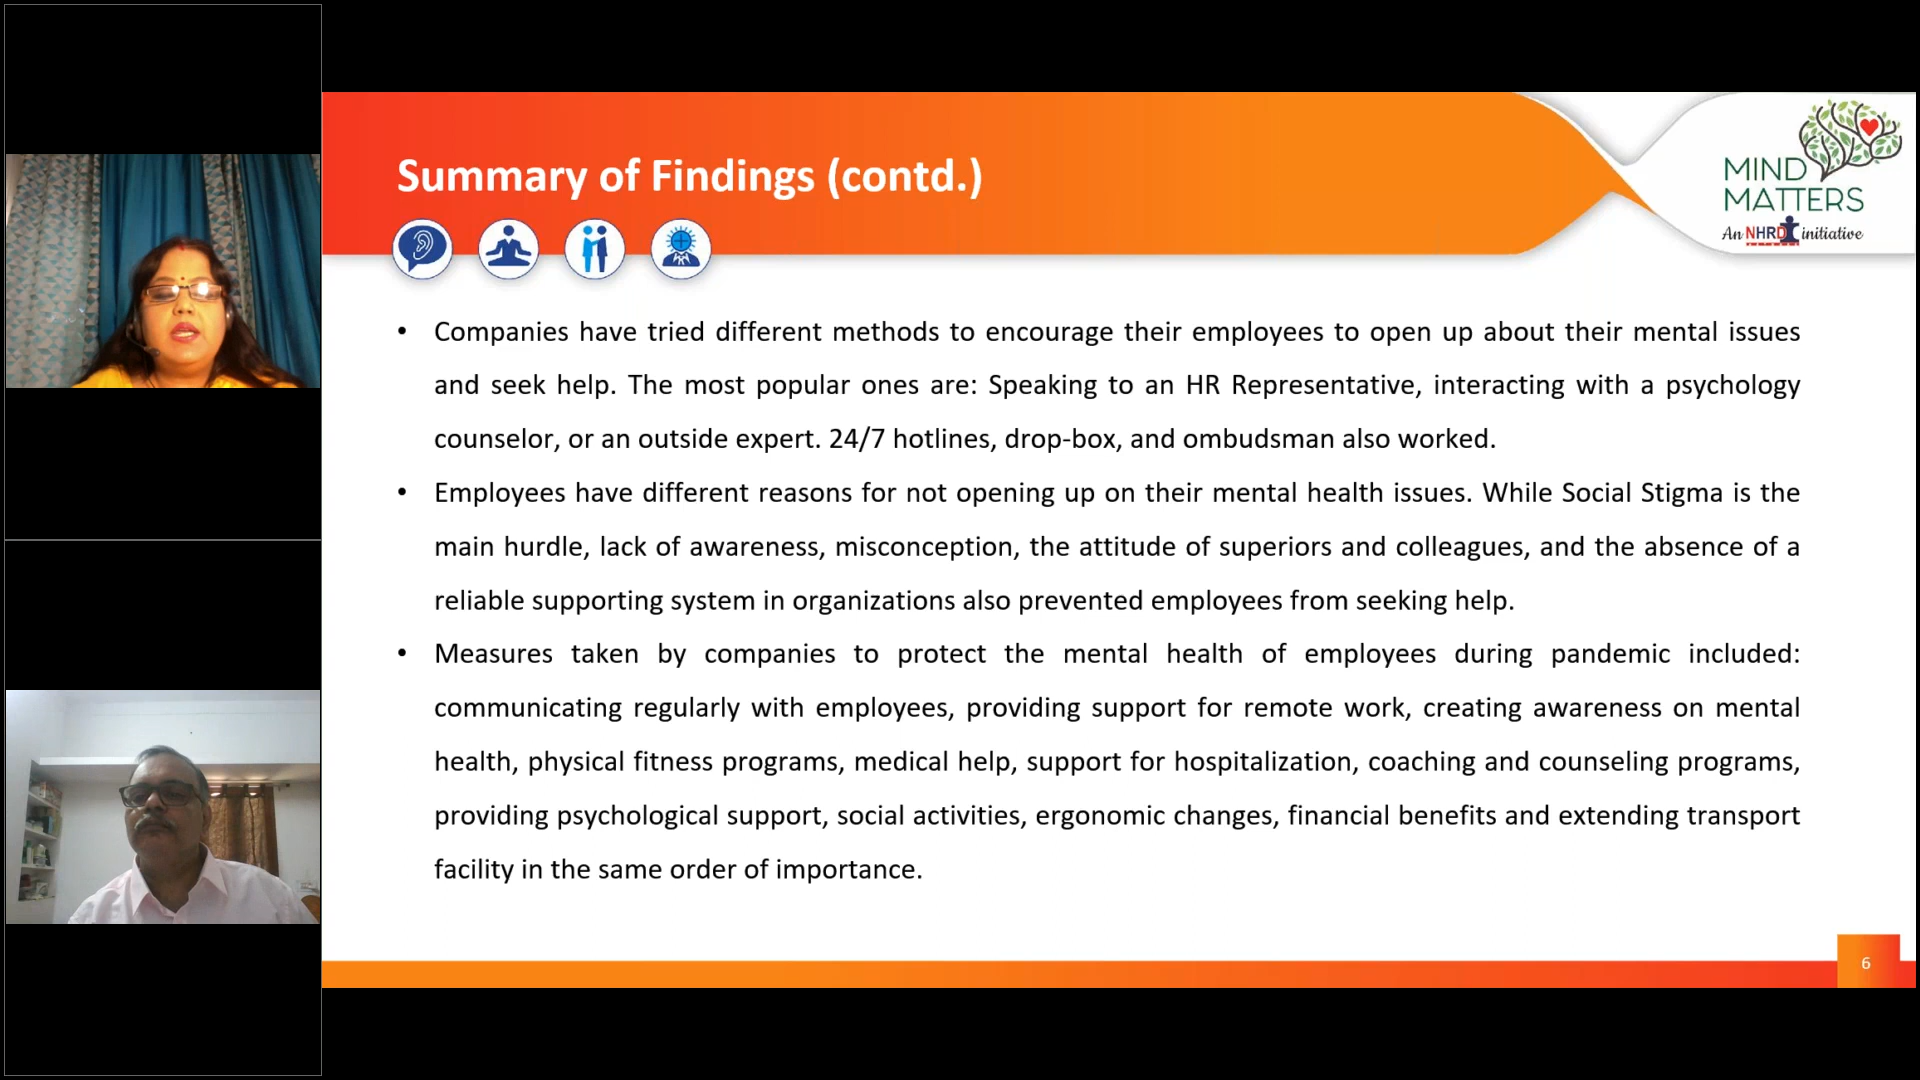 Summary of Findings (contd.)
MIND
MATTERS
An NHRD initiative
• Companies have tried different methods to encourage their employees to open up about their mental issues
and seek help. The most popular ones are: Speaking to an HR Representative, interacting with a psychology
counselor, or an outside expert. 24/7 hotlines, drop-box, and ombudsman also worked.
• Employees have different reasons for not opening up on their mental health issues. While Social Stigma is the
main hurdle, lack of awareness, misconception, the attitude of superiors and colleagues, and the absence of a
reliable supporting system in organizations also prevented employees from seeking help.
• Measures taken by companies to protect the mental health of employees during pandemic included:
communicating regularly with employees, providing support for remote work, creating awareness on mental
health, physical fitness programs, medical help, support for hospitalization, coaching and counseling programs,
providing psychological support, social activities, ergonomic changes, financial benefits and extending transport
facility in the same order of importance.
6